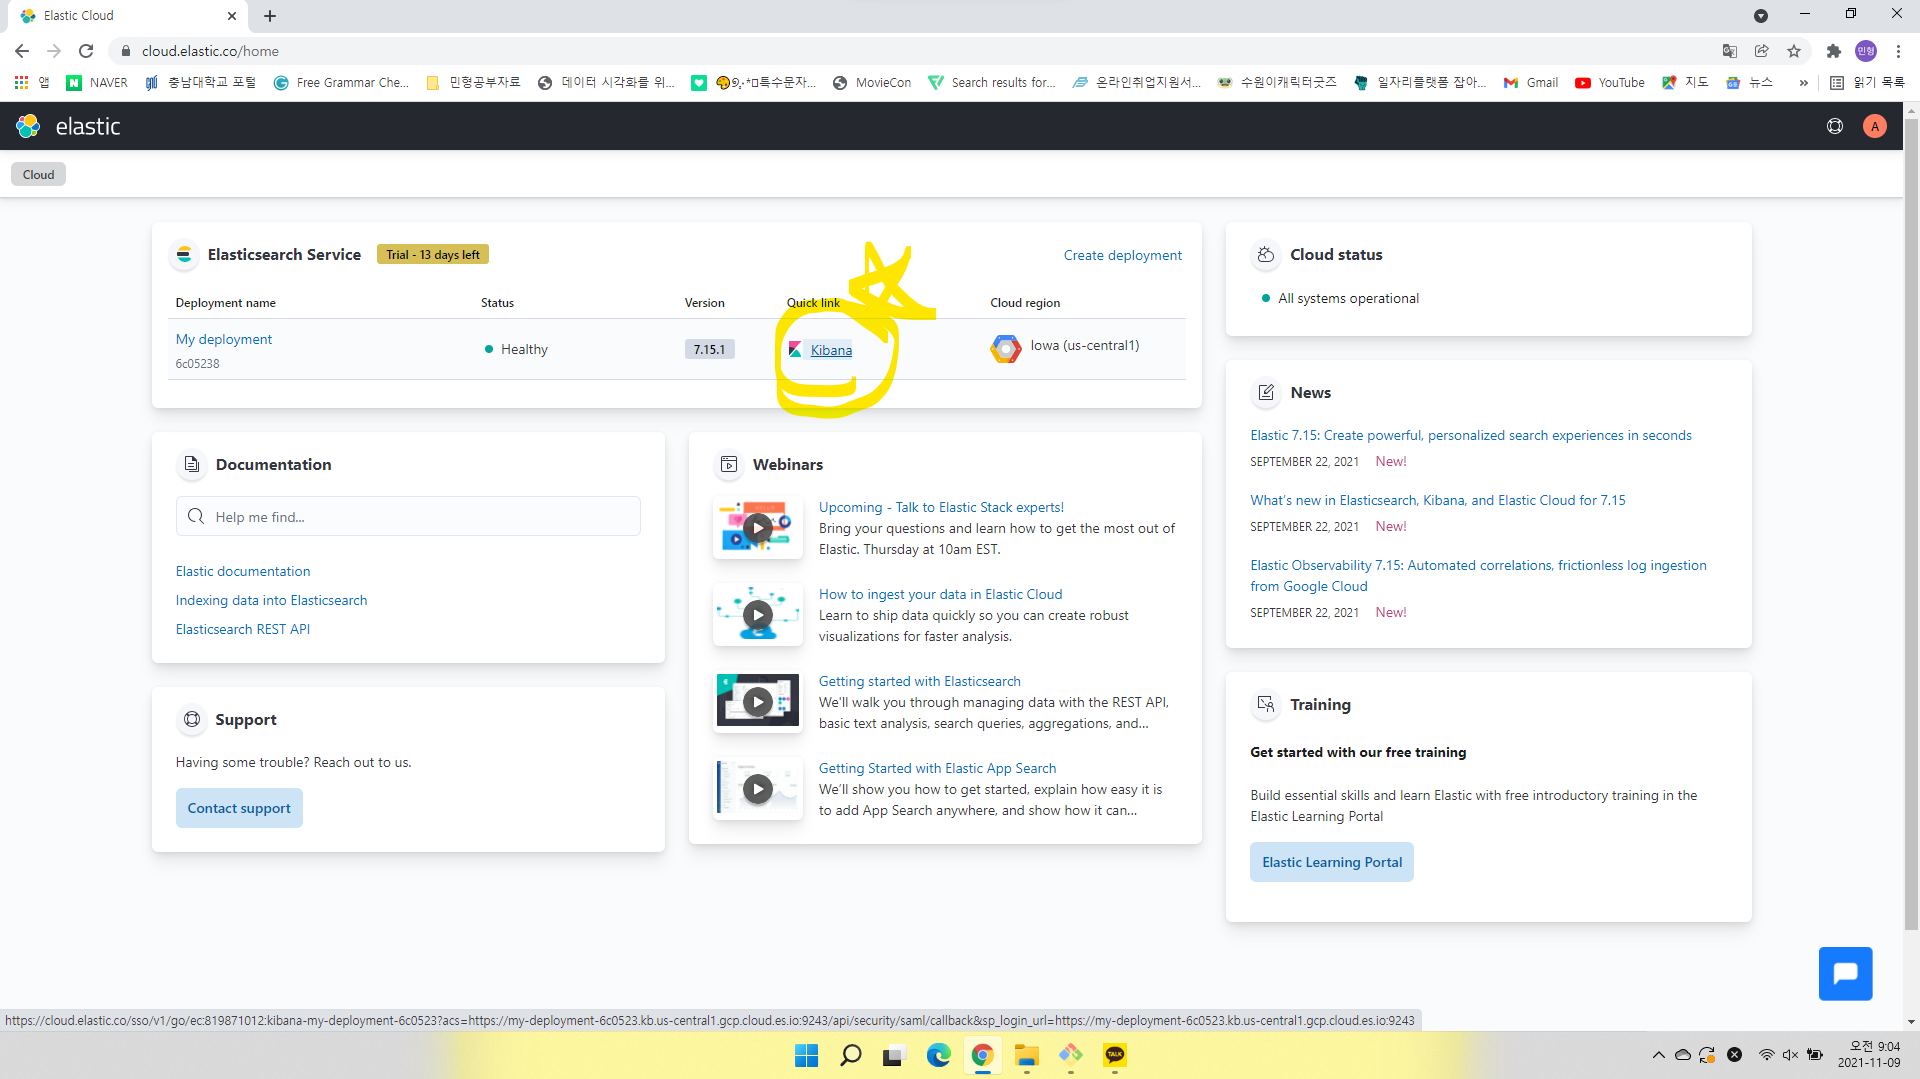 Elastic Cloud
cloud.elastic.co/home
앱 NAVER 충남대학교 포털 Free Grammar Che... 민형공부자료 데이터 시각화를 위... MovieCon Search results for... 온라인취업지원서... 수원이캐릭터굿즈 일자리플랫폼 잡아... Gmail YouTube 지도 뉴스 » 읽기 목록
민형
elastic
A
Cloud
Elasticsearch Service Trial - 13 days left Create deployment
Deployment name Status Version Quick link Cloud region
My deployment
6c05238
Healthy 7.15.1 Kibana Iowa (us-central1)
Documentation
Help me find...
Elastic documentation
Indexing data into Elasticsearch
Elasticsearch REST API
Support
Having some trouble? Reach out to us.
Contact support
Webinars
Upcoming - Talk to Elastic Stack experts!
Bring your questions and learn how to get the most out of
Elastic. Thursday at 10am EST.
How to ingest your data in Elastic Cloud
Learn to ship data quickly so you can create robust
visualizations for faster analysis.
Getting started with Elasticsearch
We'll walk you through managing data with the REST API,
basic text analysis, search queries, aggregations, and...
Getting Started with Elastic App Search
We'll show you how to get started, explain how easy it is
to add App Search anywhere, and show how it can...
Cloud status
All systems operational
News
Elastic 7.15: Create powerful, personalized search experiences in seconds
SEPTEMBER 22, 2021 New!
What's new in Elasticsearch, Kibana, and Elastic Cloud for 7.15
SEPTEMBER 22, 2021 New!
Elastic Observability 7.15: Automated correlations, frictionless log ingestion
from Google Cloud
SEPTEMBER 22, 2021 New!
Training
Get started with our free training
Build essential skills and learn Elastic with free introductory training in the
Elastic Learning Portal
Elastic Learning Portal
https://cloud.elastic.co/sso/v1/go/ec:819871012:kibana-my-deployment-6c0523?acs=https://my-deployment-6c0523.kb.us-central1.gcp.cloud.es.io:9243/api/security/saml/callback&sp_login_url=https://my-deployment-6c0523.kb.us-central1.gcp.cloud.es.io:9243
TALK
오전 9:04
2021-11-09